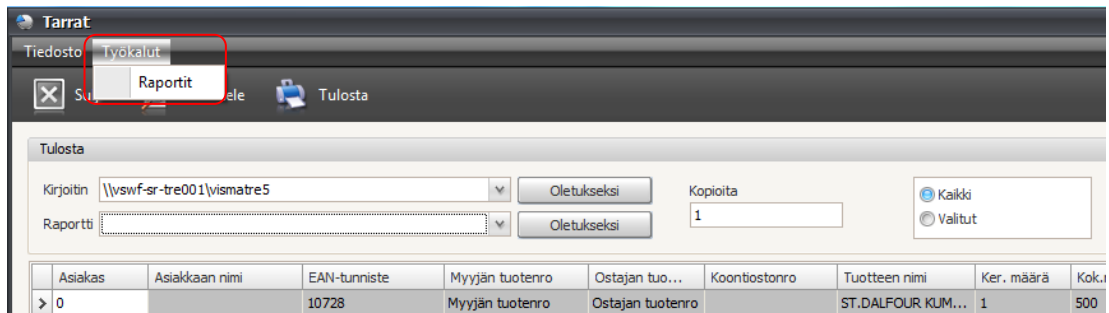 Tarrat
Tiedosto Työkalut
Raportit
Tulosta
Tulosta
Kirjoitin \\vswf-sr-tre001\vismatre5 Oletukseksi Kopioita Kaikki
Raportti Oletukseksi 1 Valitut
Asiakas Asiakkaan nimi EAN-tunniste Myyjän tuotenro Ostajan tuo... Koontiostonro Tuotteen nimi Ker. määrä
0 10728 Myyjän tuotenro Ostajan tuotenro ST.DALFOUR KUM... 1 500